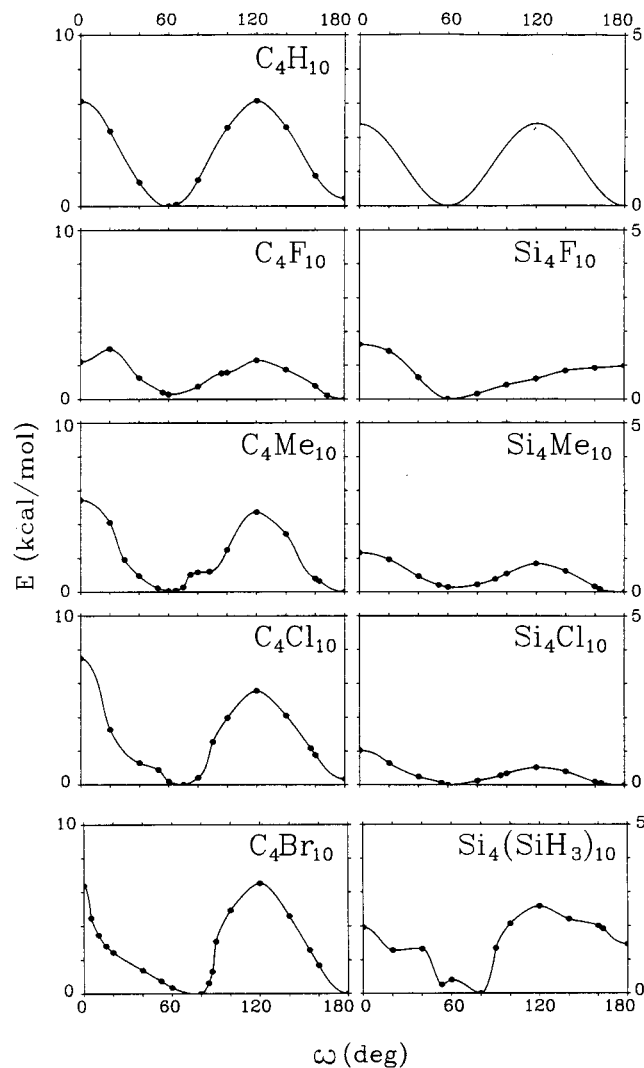 0 60 120 180 0 60 120 180
10 C₄H₁₀ 5
0 0
10 C₄F₁₀ Si₄F₁₀ 5
0 0
10 C₄Me₁₀ Si₄Me₁₀ 5
0 0
E (kcal/mol)
10 C₄Cl₁₀ Si₄Cl₁₀ 5
0 0
10 C₄Br₁₀ Si₄(SiH₃)₁₀ 5
0 0
0 60 120 180 0 60 120 180
ω (deg)